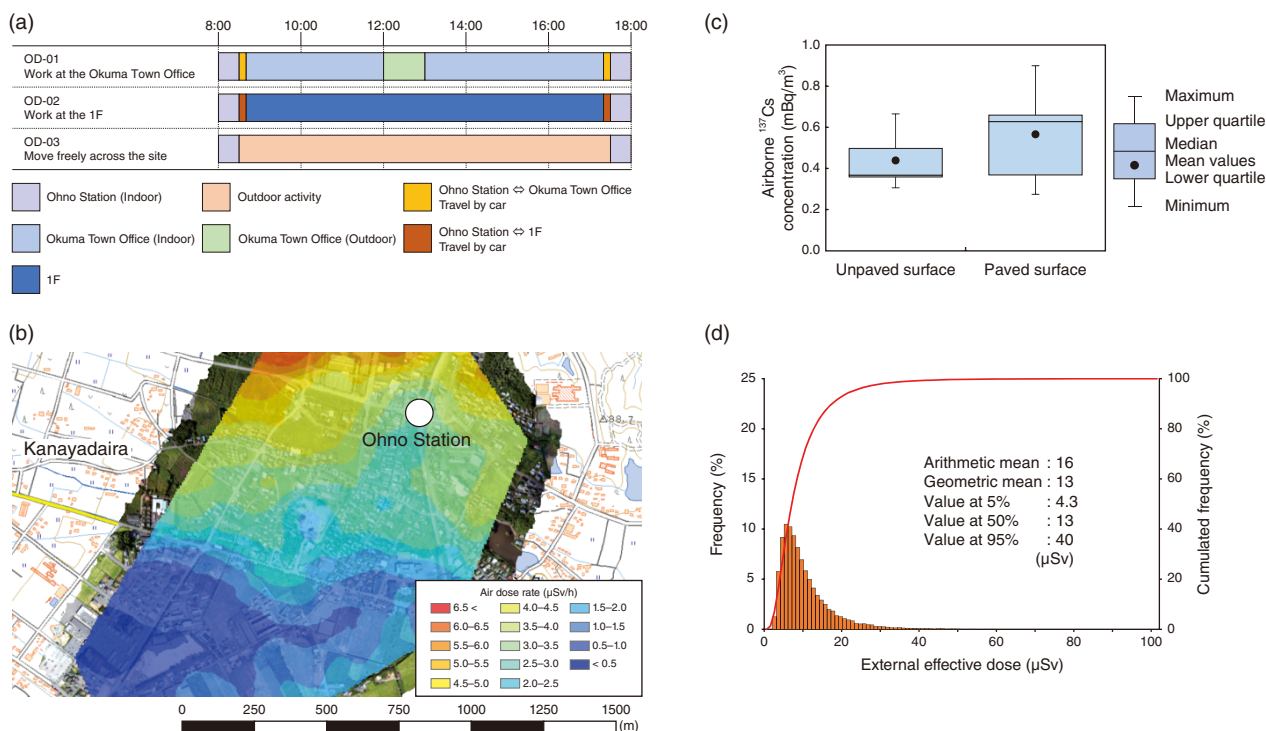 (a)
8:00 10:00 12:00 14:00 16:00 18:00
OD-01
Work at the Okuma Town Office
OD-02
Work at the 1F
OD-03
Move freely across the site
Ohno Station (Indoor)
Outdoor activity
Ohno Station ⇔ Okuma Town Office
Travel by car
Okuma Town Office (Indoor)
Okuma Town Office (Outdoor)
Ohno Station ⇔ 1F
Travel by car
1F
(c)
Airborne ¹³⁷Cs
concentration (mBq/m³)
1.0
0.8
0.6
0.4
0.2
0.0
Unpaved surface Paved surface
Maximum
Upper quartile
Median
Mean values
Lower quartile
Minimum
(b)
Kanayadaira
Ohno Station
Air dose rate (μSv/h)
6.5 < 4.0–4.5 1.5–2.0
6.0–6.5 3.5–4.0 1.0–1.5
5.5–6.0 3.0–3.5 0.5–1.0
5.0–5.5 2.5–3.0 < 0.5
4.5–5.0 2.0–2.5
0 250 500 750 1000 1250 1500 (m)
(d)
Frequency (%)
25
20
15
10
5
0
Arithmetic mean : 16
Geometric mean : 13
Value at 5% : 4.3
Value at 50% : 13
Value at 95% : 40
(μSv)
100
80
60
40
20
0
Cumulated frequency (%)
0 20 40 60 80 100
External effective dose (μSv)